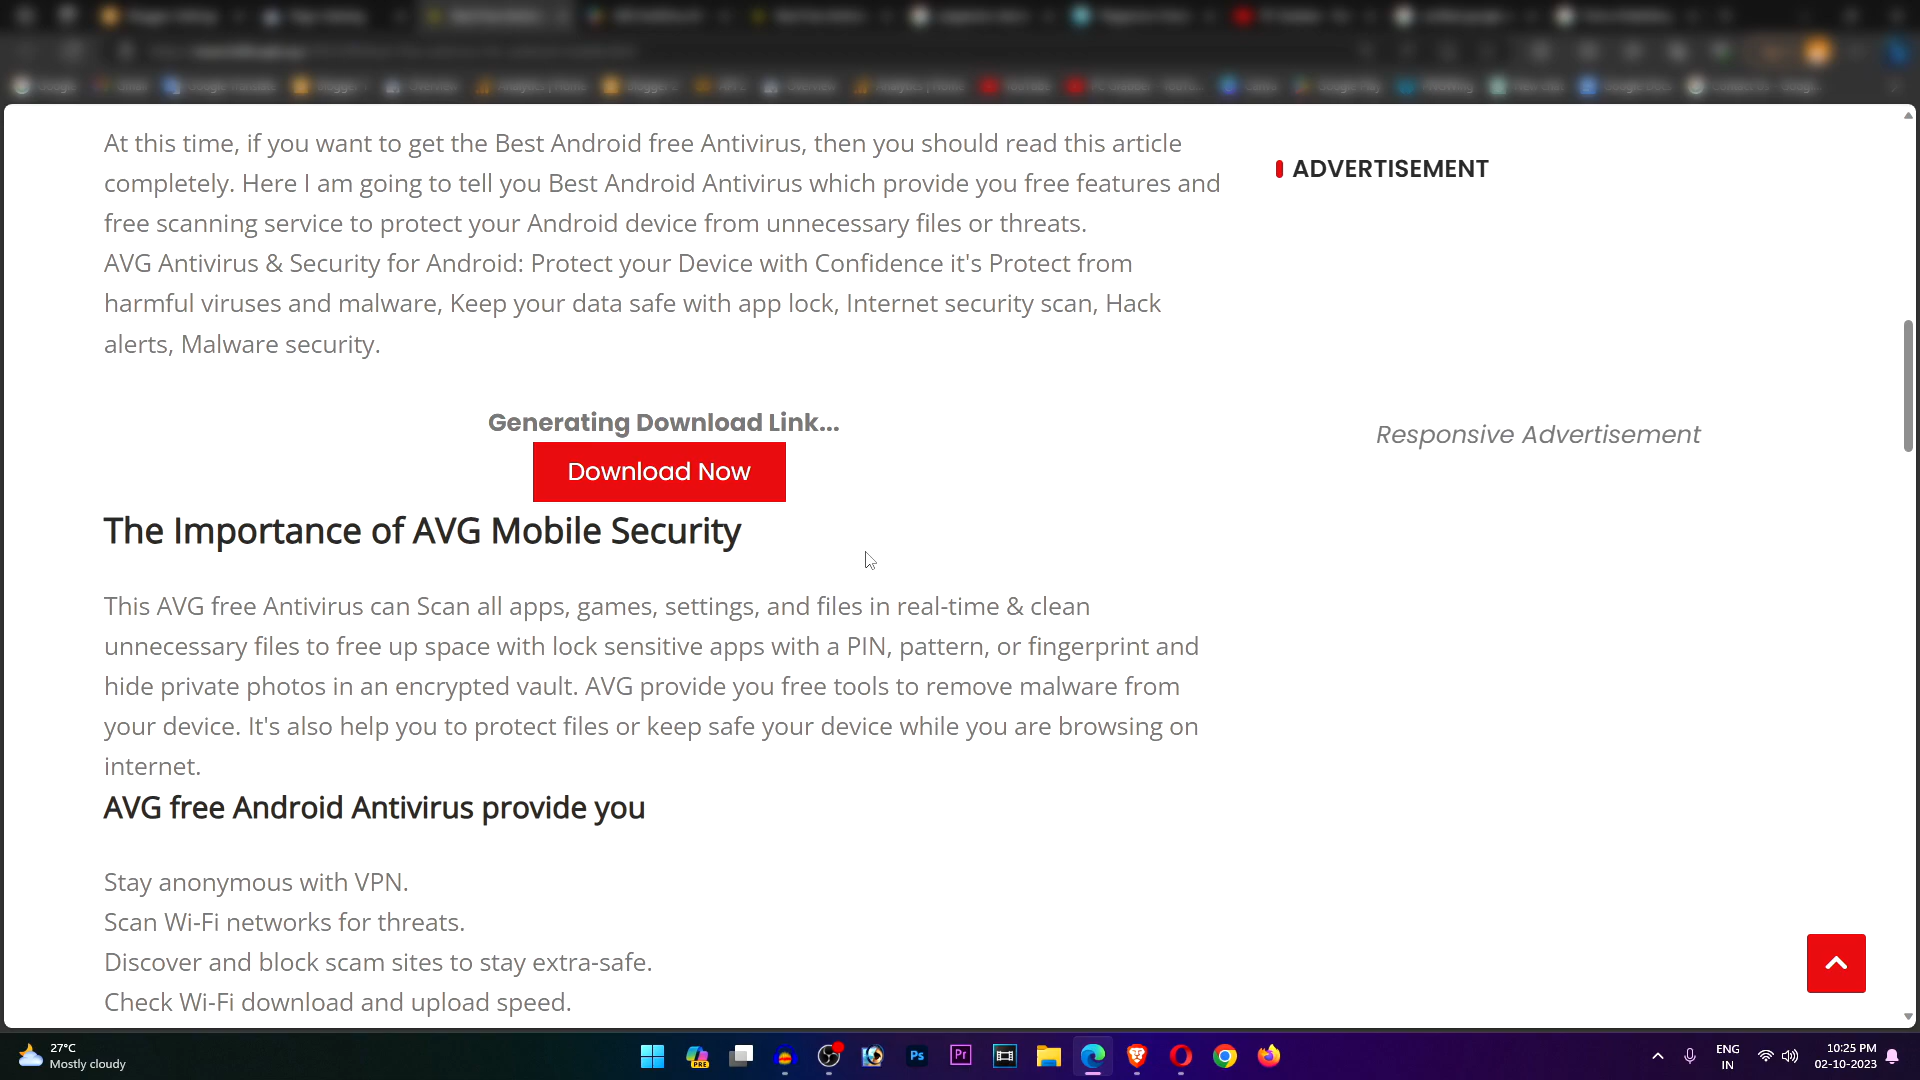 At this time, if you want to get the Best Android free Antivirus, then you should read this article
completely. Here I am going to tell you Best Android Antivirus which provide you free features and
free scanning service to protect your Android device from unnecessary files or threats.
AVG Antivirus & Security for Android: Protect your Device with Confidence it's Protect from
harmful viruses and malware, Keep your data safe with app lock, Internet security scan, Hack
alerts, Malware security.
Generating Download Link...
Download Now
The Importance of AVG Mobile Security
This AVG free Antivirus can Scan all apps, games, settings, and files in real-time & clean
unnecessary files to free up space with lock sensitive apps with a PIN, pattern, or fingerprint and
hide private photos in an encrypted vault. AVG provide you free tools to remove malware from
your device. It's also help you to protect files or keep safe your device while you are browsing on
internet.
AVG free Android Antivirus provide you
Stay anonymous with VPN.
Scan Wi-Fi networks for threats.
Discover and block scam sites to stay extra-safe.
Check Wi-Fi download and upload speed.
ADVERTISEMENT
Responsive Advertisement
27°C
Mostly cloudy
PRE
Ps
Pr
ENG
IN
10:25 PM
02-10-2023